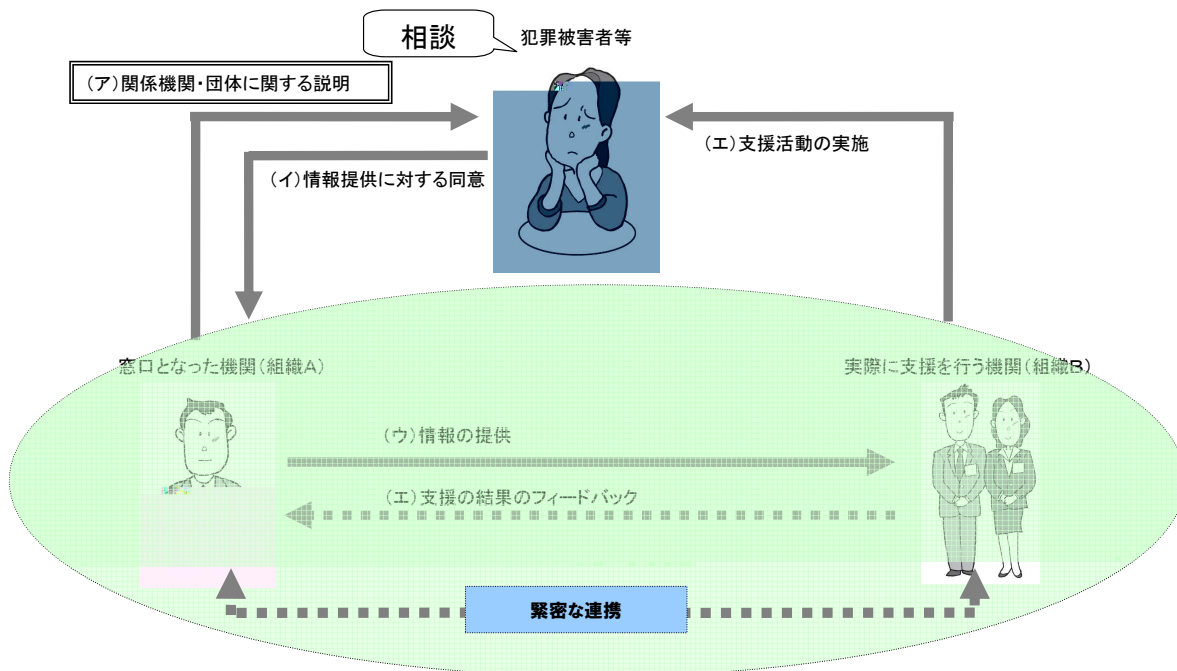 相談
犯罪被害者等
(ア)関係機関・団体に関する説明
(エ)支援活動の実施
(イ)情報提供に対する同意
窓口となった機関(組織A)
実際に支援を行う機関(組織B)
(ウ)情報の提供
(エ)支援の結果のフィードバック
緊密な連携